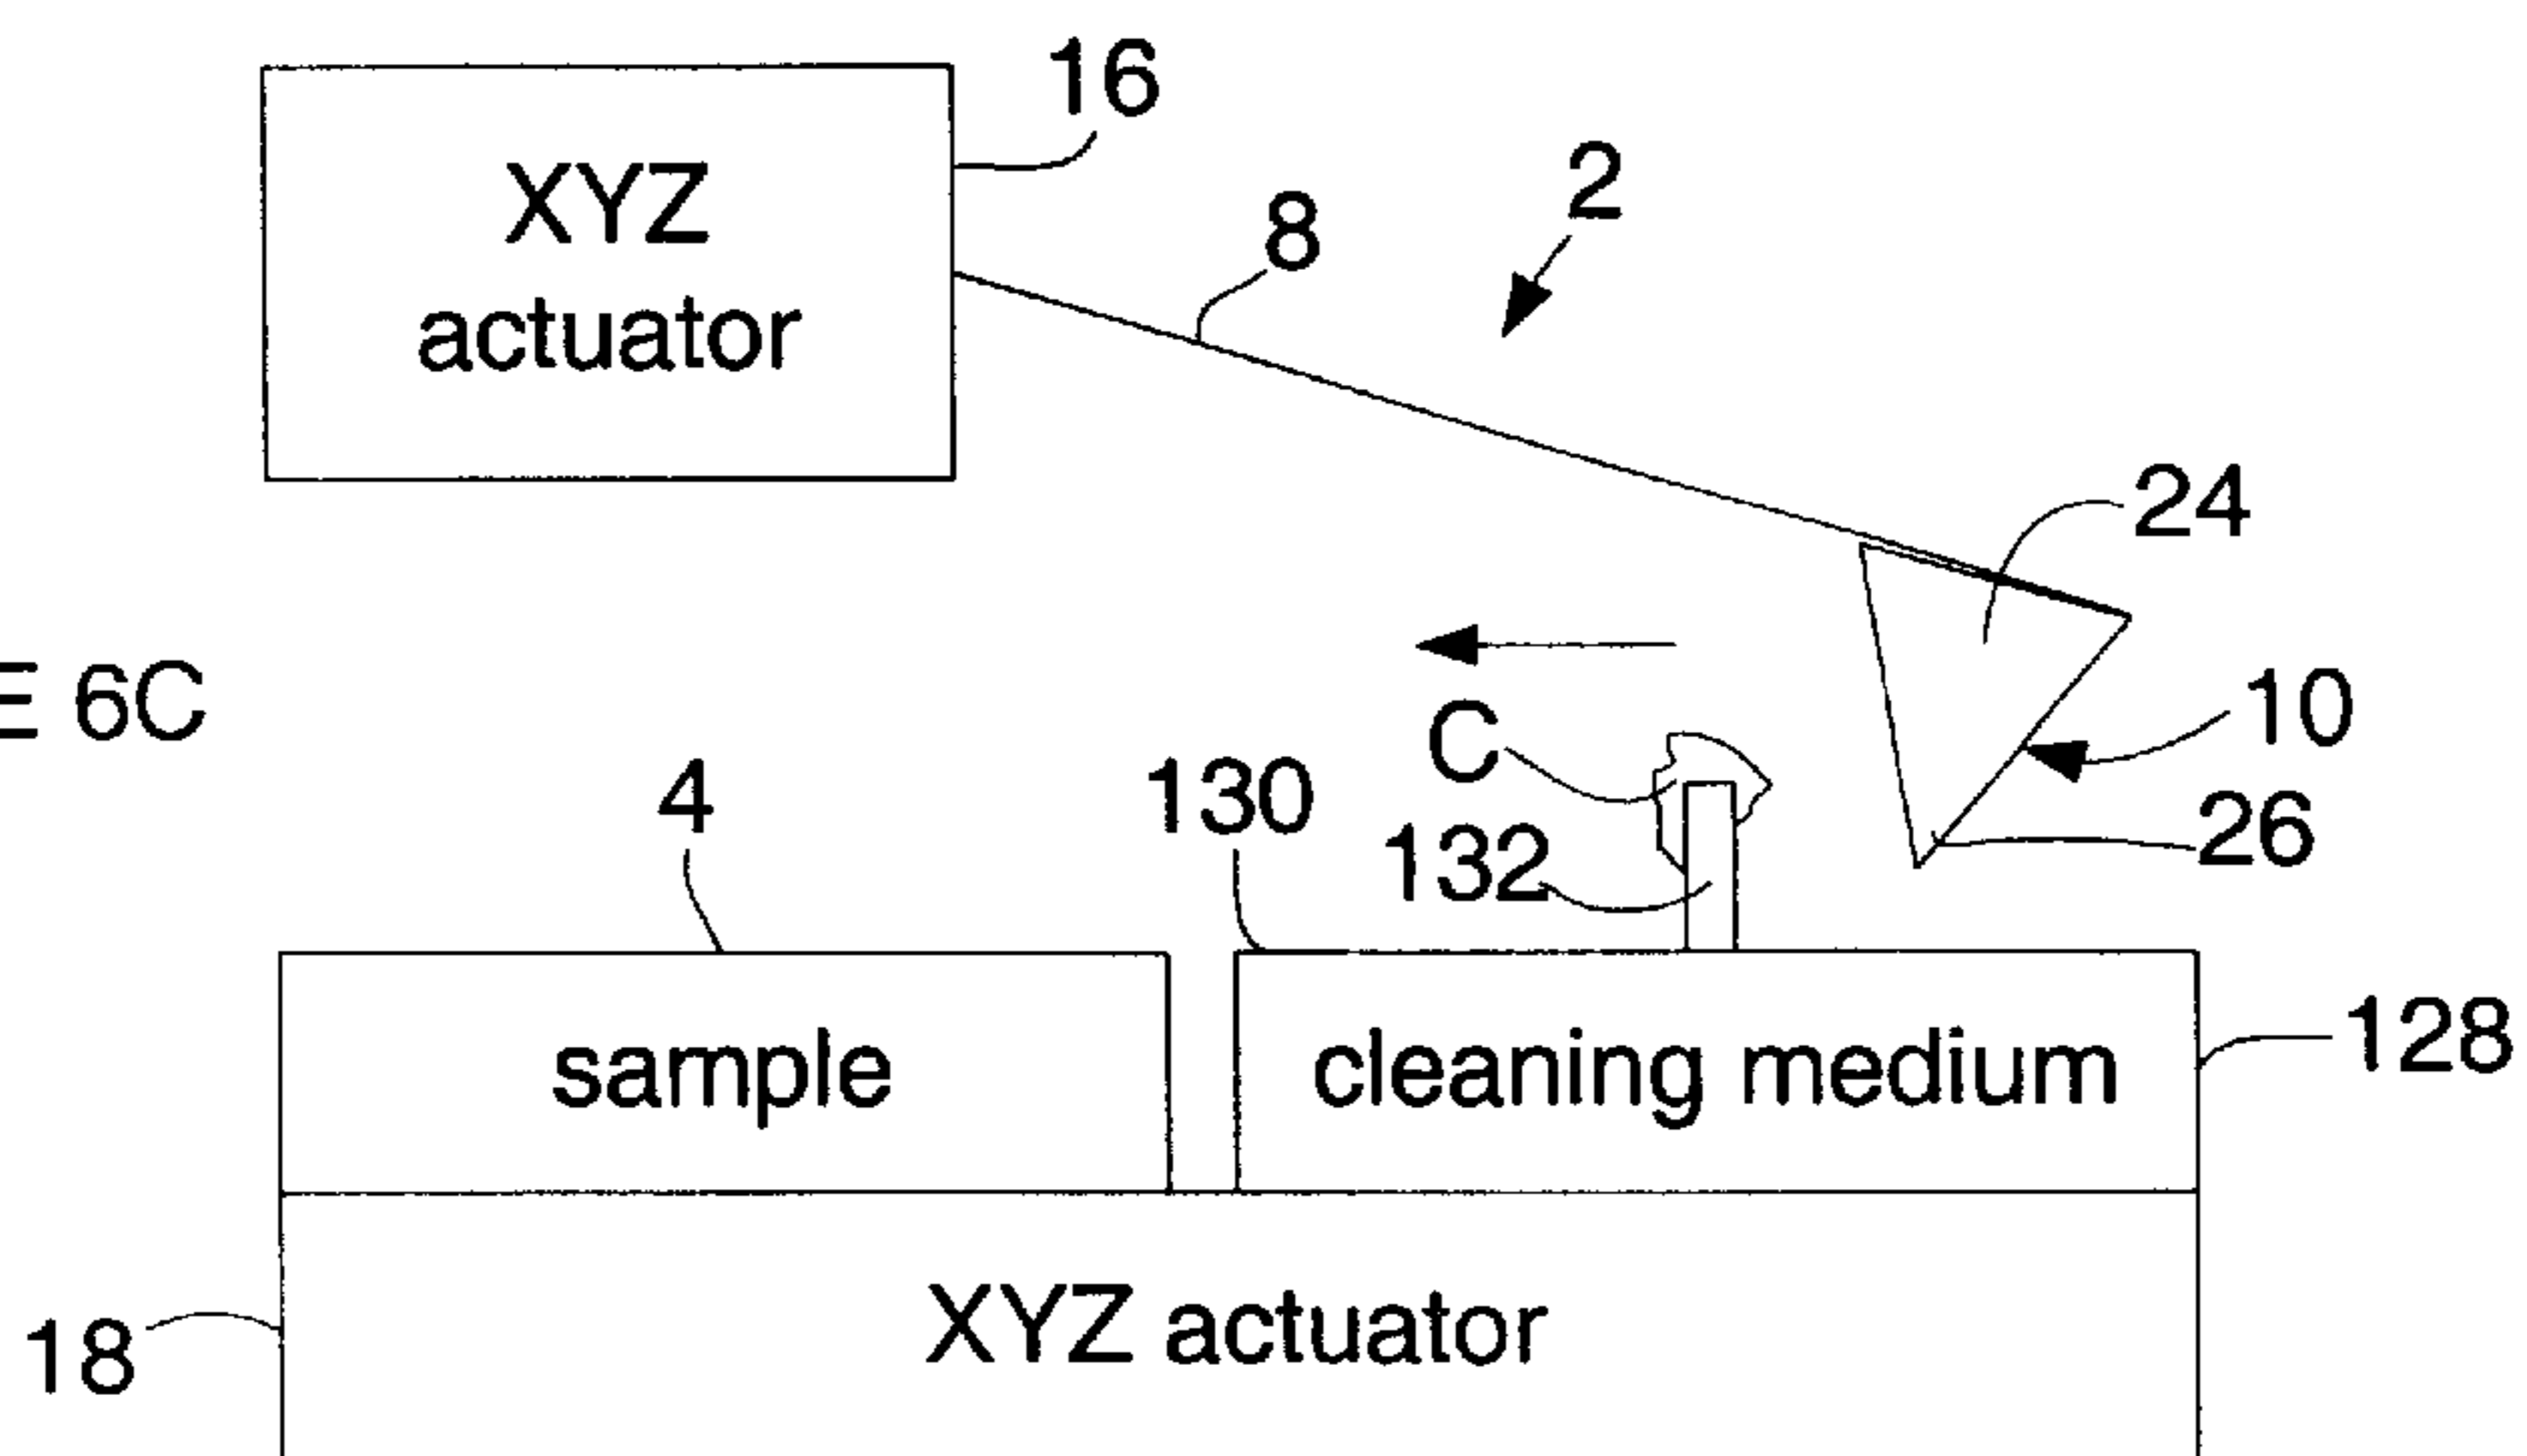 16
XYZ
actuator
2
8
24
E 6C
10
C
4
130
26
132
sample
cleaning medium
128
XYZ actuator
18